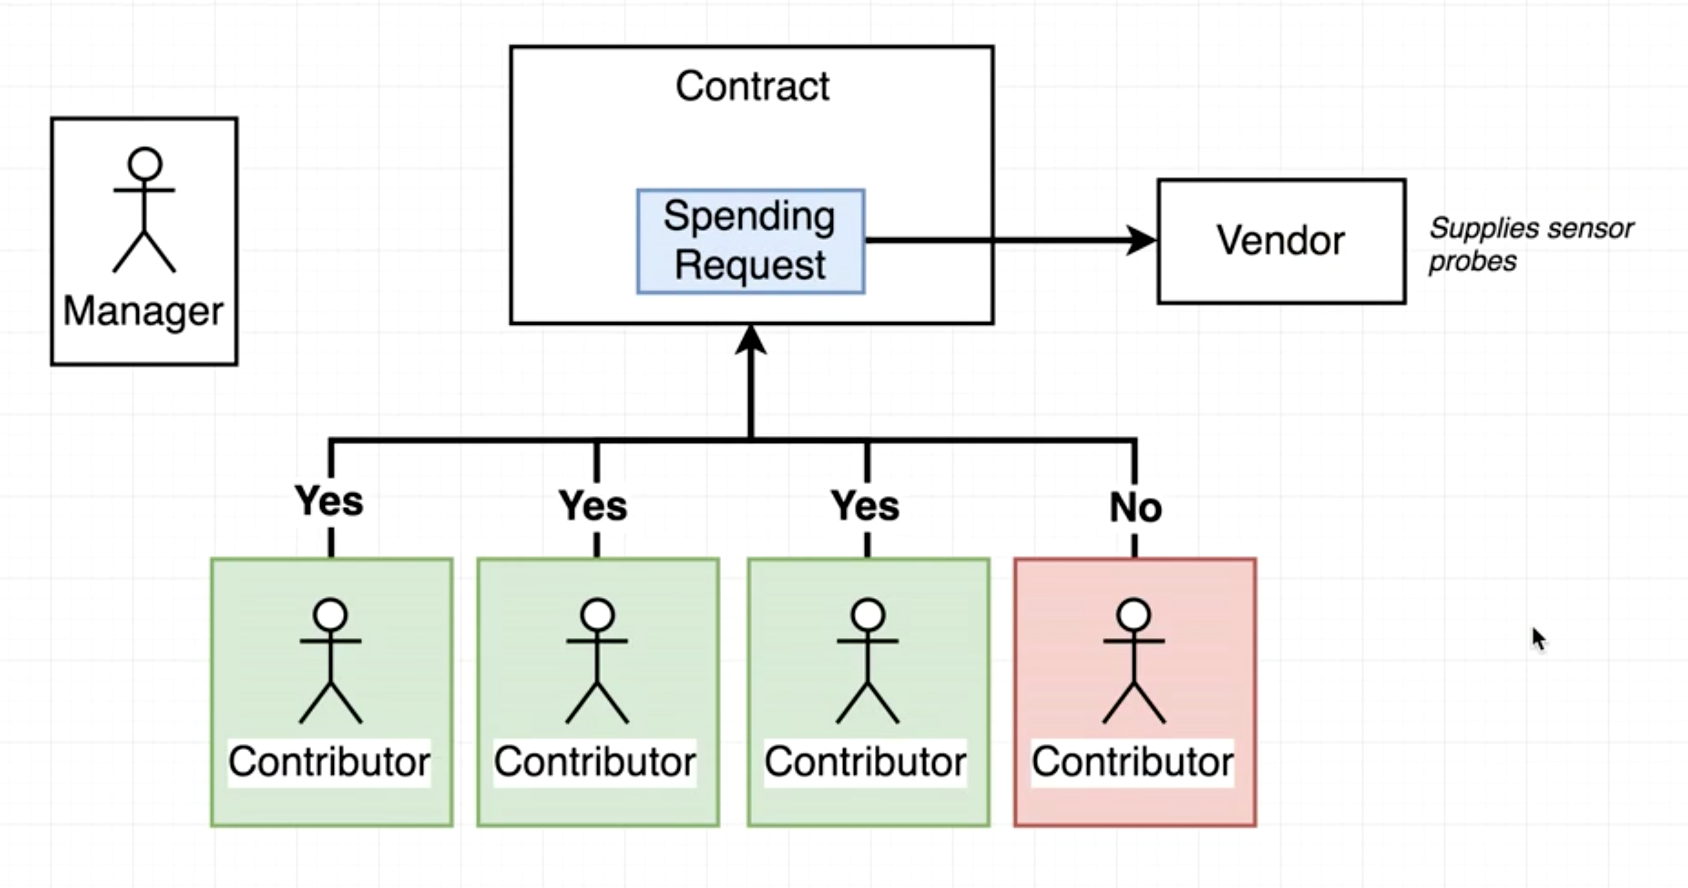 Contract
Manager
Spending
Request
Vendor
Supplies sensor
probes
Yes
Yes
Yes
No
Contributor
Contributor
Contributor
Contributor